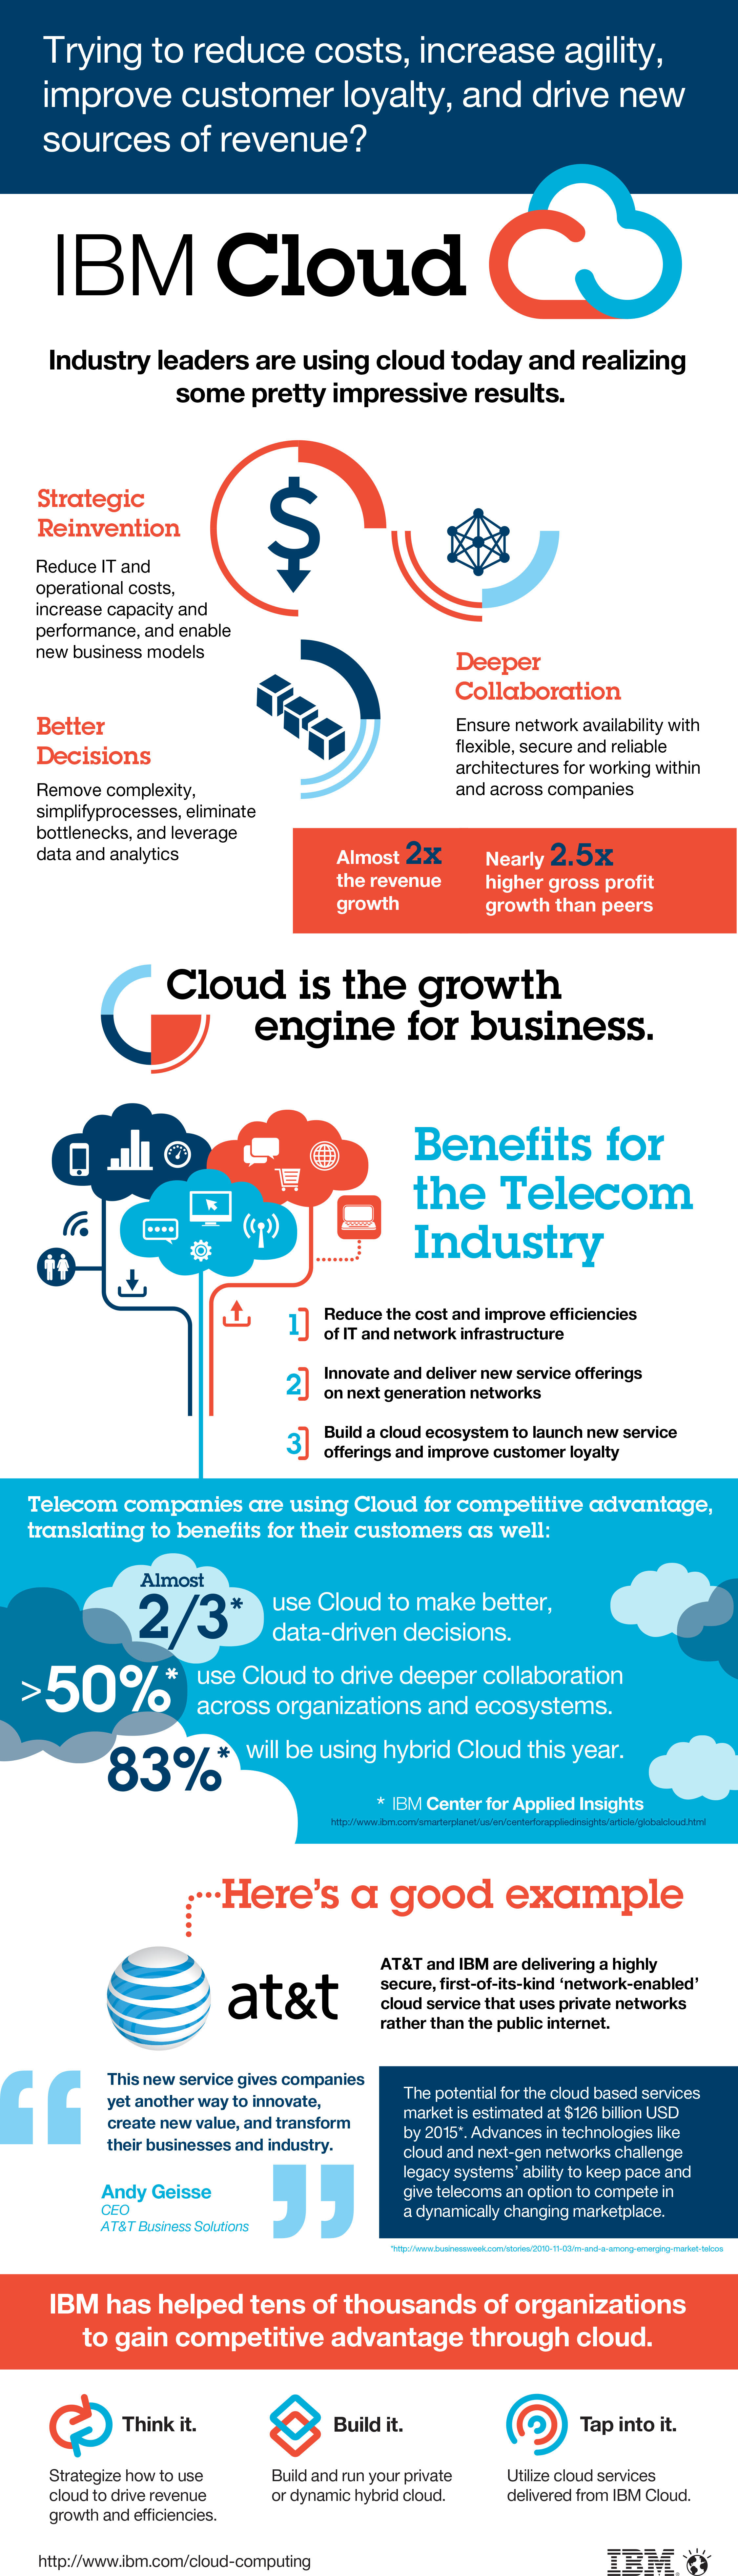 Trying to reduce costs, increase agility,
improve customer loyalty, and drive new
sources of revenue?
IBM Cloud
Industry leaders are using cloud today and realizing
some pretty impressive results.
Strategic
Reinvention
Reduce IT and
operational costs,
increase capacity and
performance, and enable
new business models
Deeper
Collaboration
Ensure network availability with
flexible, secure and reliable
architectures for working within
and across companies
Better
Decisions
Remove complexity,
simplifyprocesses, eliminate
bottlenecks, and leverage
data and analytics
Almost 2x
the revenue
growth
Nearly 2.5x
higher gross profit
growth than peers
Cloud is the growth
engine for business.
Benefits for
the Telecom
Industry
1] Reduce the cost and improve efficiencies
of IT and network infrastructure
2] Innovate and deliver new service offerings
on next generation networks
3] Build a cloud ecosystem to launch new service
offerings and improve customer loyalty
Telecom companies are using Cloud for competitive advantage,
translating to benefits for their customers as well:
Almost
2/3* use Cloud to make better,
data-driven decisions.
>50%* use Cloud to drive deeper collaboration
across organizations and ecosystems.
83%* will be using hybrid Cloud this year.
* IBM Center for Applied Insights
http://www.ibm.com/smarterplanet/us/en/centerforappliedinsights/article/globalcloud.html
Here's a good example
at&t
AT&T and IBM are delivering a highly
secure, first-of-its-kind ‘network-enabled’
cloud service that uses private networks
rather than the public internet.
“
This new service gives companies
yet another way to innovate,
create new value, and transform
their businesses and industry.
”
Andy Geisse
CEO
AT&T Business Solutions
The potential for the cloud based services
market is estimated at $126 billion USD
by 2015*. Advances in technologies like
cloud and next-gen networks challenge
legacy systems’ ability to keep pace and
give telecoms an option to compete in
a dynamically changing marketplace.
*http://www.businessweek.com/stories/2010-11-03/m-and-a-among-emerging-market-telcos
IBM has helped tens of thousands of organizations
to gain competitive advantage through cloud.
Think it.
Strategize how to use
cloud to drive revenue
growth and efficiencies.
Build it.
Build and run your private
or dynamic hybrid cloud.
Tap into it.
Utilize cloud services
delivered from IBM Cloud.
http://www.ibm.com/cloud-computing
IBM®